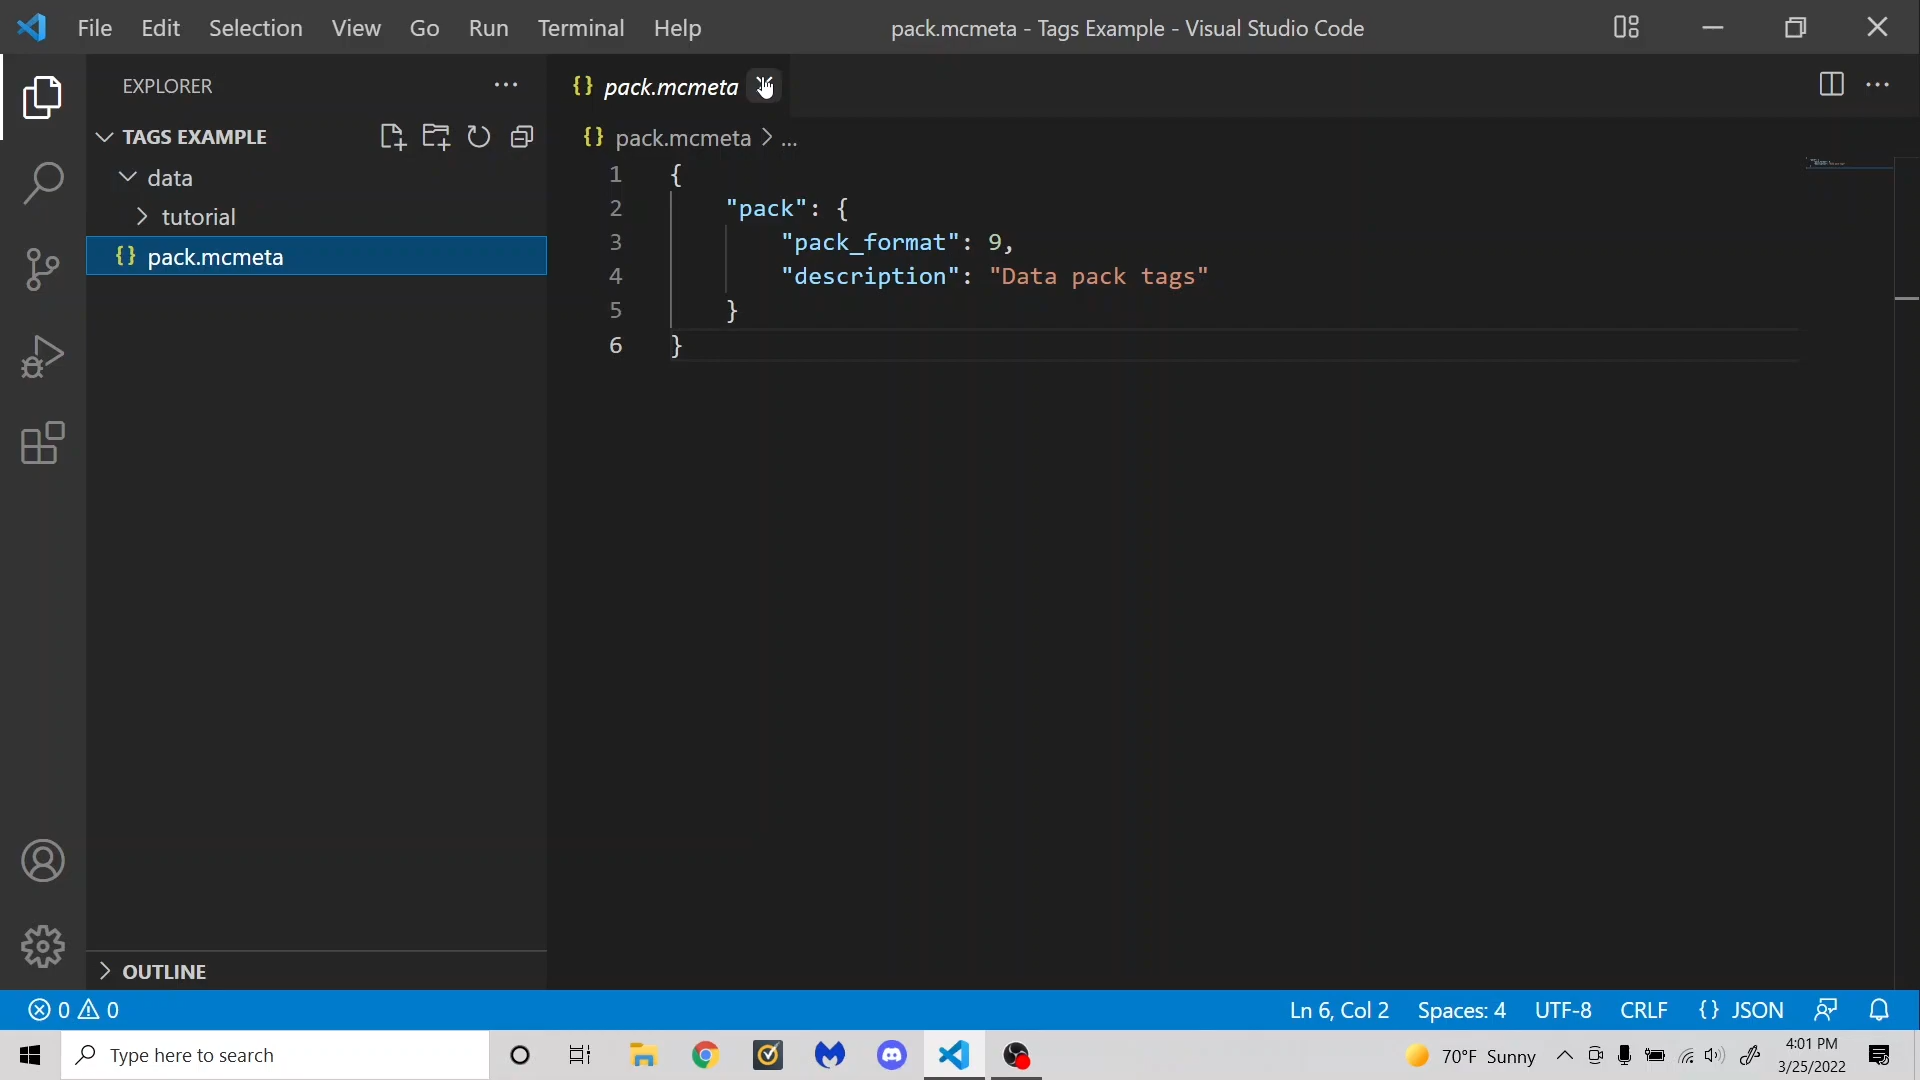 File Edit Selection View Go Run Terminal Help pack.mcmeta - Tags Example - Visual Studio Code
EXPLORER
TAGS EXAMPLE
data
tutorial
{} pack.mcmeta
OUTLINE
{} pack.mcmeta
{} pack.mcmeta > ...
1 {
2 "pack": {
3 "pack_format": 9,
4 "description": "Data pack tags"
5 }
6 }
0 0 Ln 6, Col 2 Spaces: 4 UTF-8 CRLF {} JSON
Type here to search 70°F Sunny 4:01 PM
3/25/2022